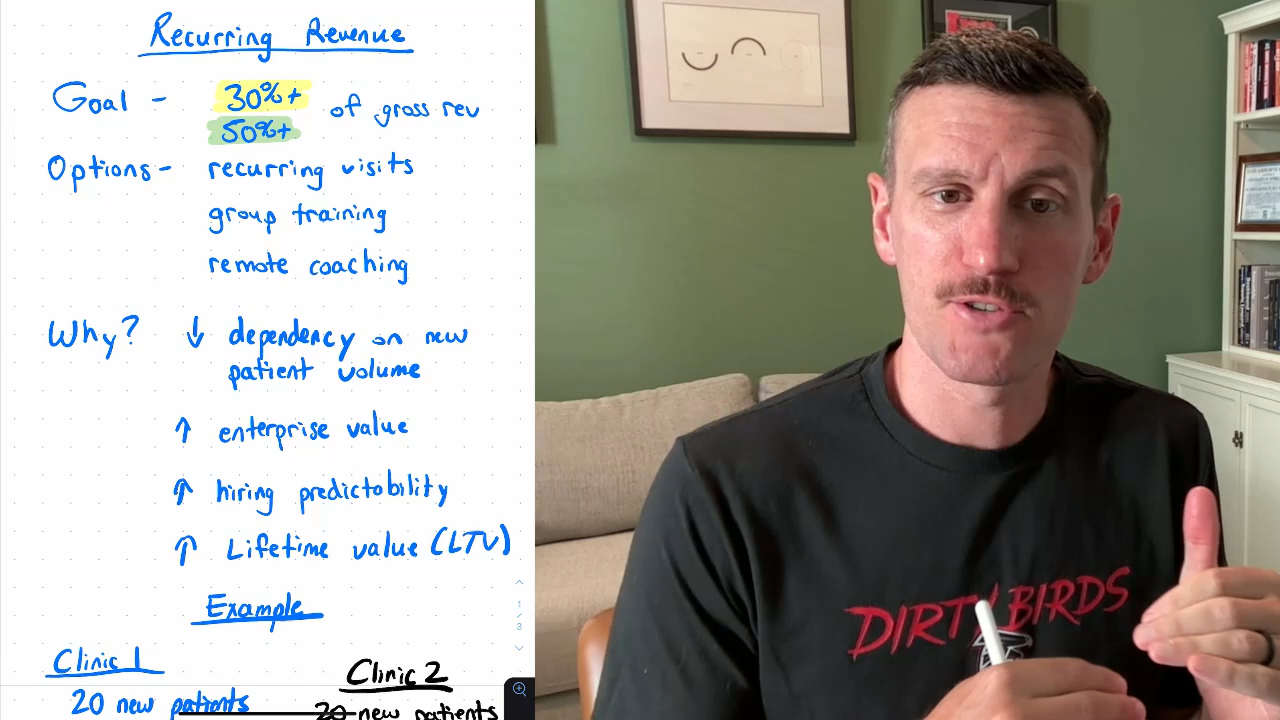 Recurring Revenue
Goal - 30%+ of gross rev
50%+
Options - recurring visits
group training
remote coaching
Why? ↓ dependency on new
patient volume
↑ enterprise value
↑ hiring predictability
↑ Lifetime value (LTV)
Example
Clinic 1
20 new patients
Clinic 2
20 new patients
1/3
DIRTY BIRDS